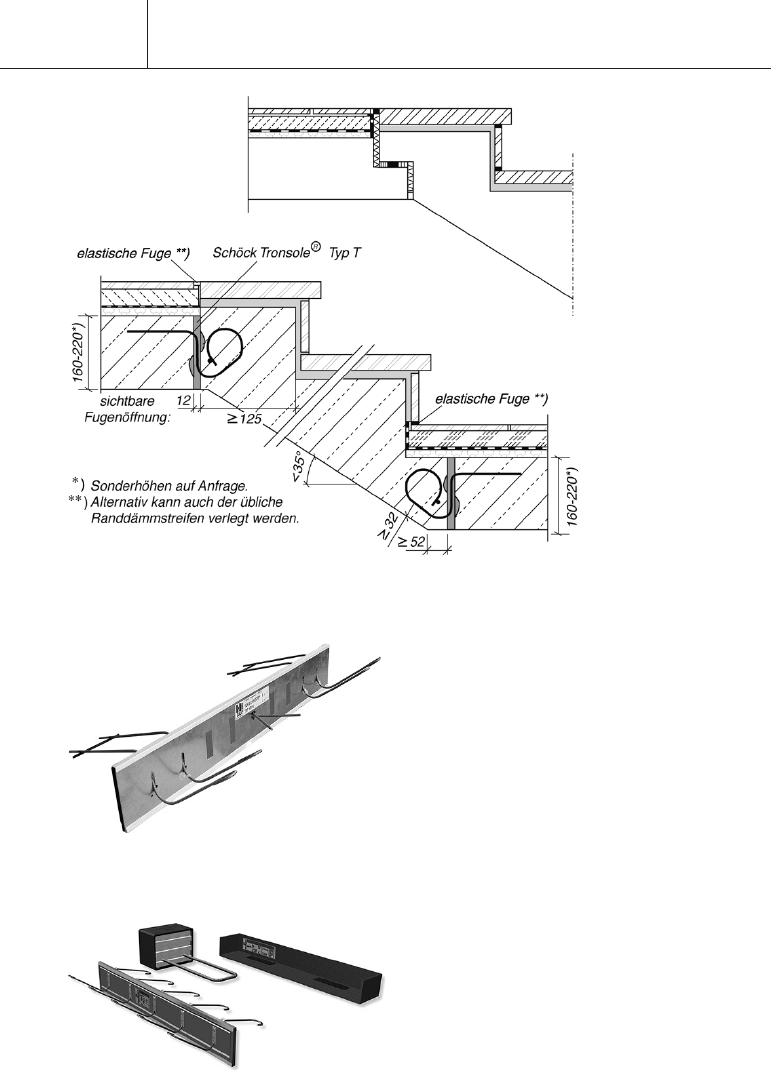 elastische Fuge **)
Schöck Tronsole® Typ T
160-220*)
sichtbare
Fugenöffnung:
12
≥125
elastische Fuge **)
<35°
*) Sonderhöhen auf Anfrage.
**) Alternativ kann auch der übliche
Randdämmstreifen verlegt werden.
≥32
≥52
160-220*)